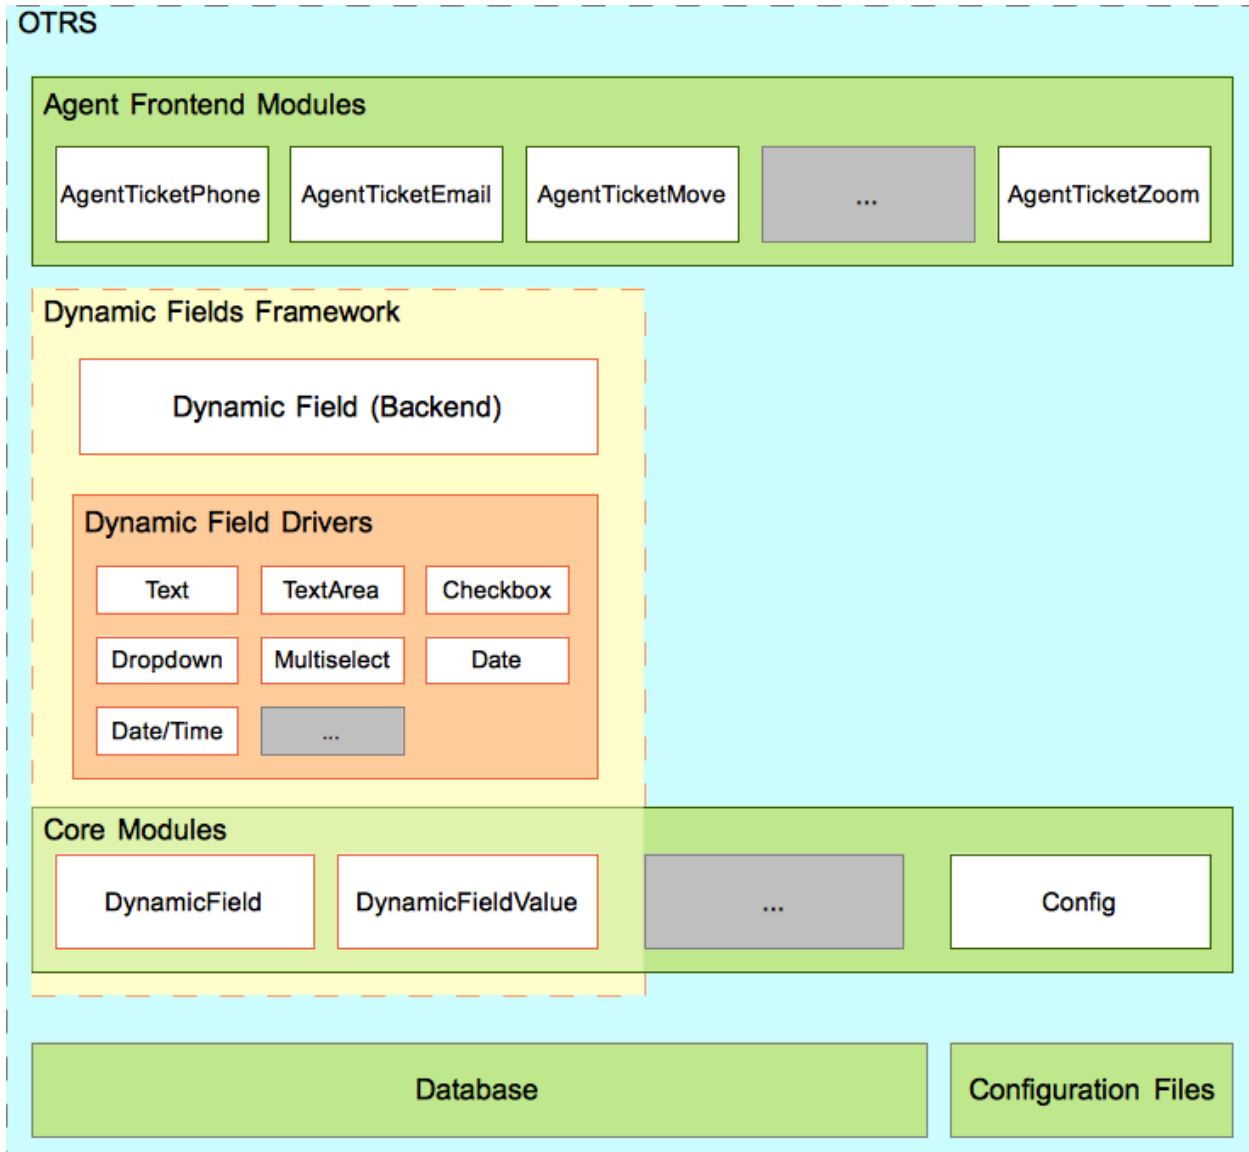 OTRS
Agent Frontend Modules
AgentTicketPhone
AgentTicketEmail
AgentTicketMove
...
AgentTicketZoom
Dynamic Fields Framework
Dynamic Field (Backend)
Dynamic Field Drivers
Text
TextArea
Checkbox
Dropdown
Multiselect
Date
Date/Time
...
Core Modules
DynamicField
DynamicFieldValue
...
Config
Database
Configuration Files